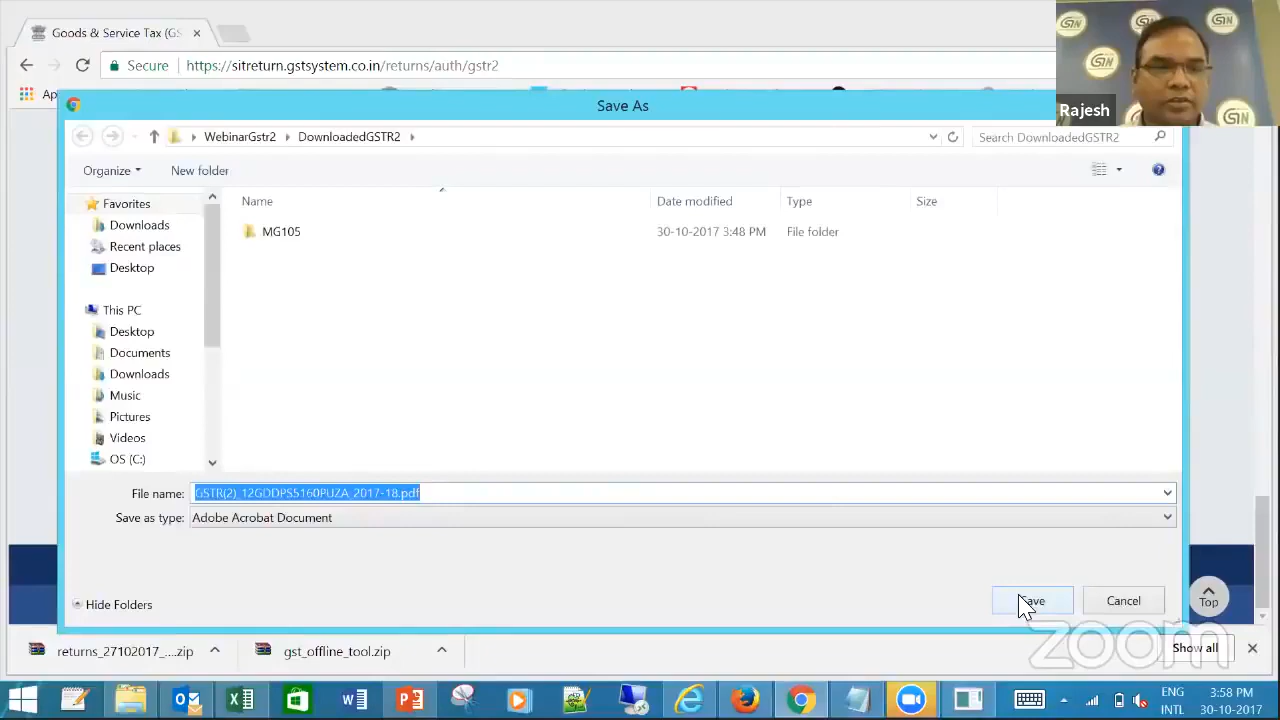 Goods & Service Tax (GS
Secure
https://sitreturn.gstsystem.co.in/returns/auth/gstr2
Ap
Rajesh
Save As
WebinarGstr2
DownloadedGSTR2
Search DownloadedGSTR2
Organize
New folder
Name
Date modified
Type
Size
Favorites
Downloads
Recent places
Desktop
This PC
Desktop
Documents
Downloads
Music
Pictures
Videos
OS (C:)
MG105
30-10-2017 3:48 PM
File folder
File name:
GSTR(2)_12GDDPS5160PUZA_2017-18.pdf
Save as type:
Adobe Acrobat Document
Hide Folders
Save
Cancel
Top
zoom
returns_27102017_....zip
gst_offline_tool.zip
Show all
ENG
INTL
3:58 PM
30-10-2017